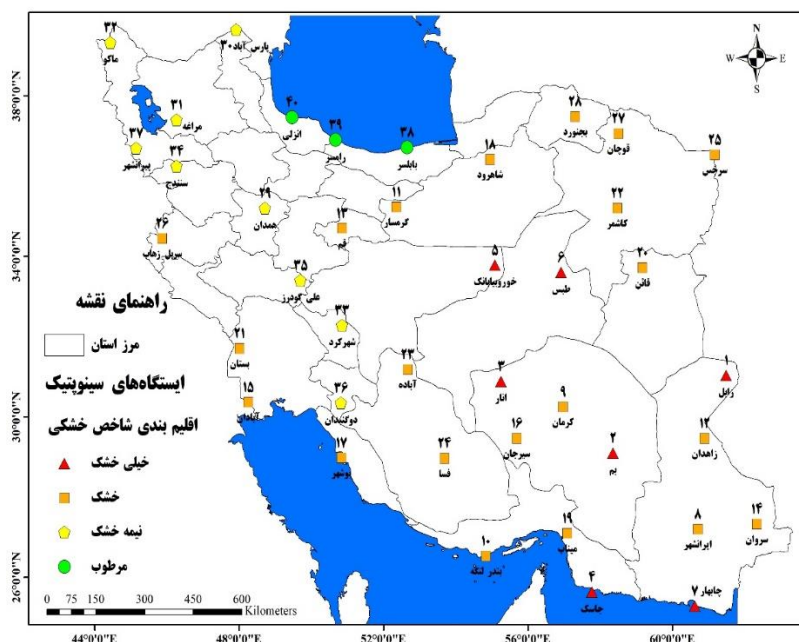 ۳۲
ماکو
پارس آباد۳۰
N
W E
S
38°0'0"N
34°0'0"N
30°0'0"N
26°0'0"N
۳۱
مراغه
۳۷
پیرانشهر
۳۴
سنندج
۴۰
انزلی
۳۹
رامسر
۳۸
بابلسر
۲۸
بجنورد
۲۷
قوچان
۲۵
سرخس
۱۸
شاهرود
۲۹
همدان
۱۱
گرمسار
۱۳
قم
۲۲
کاشمر
۲۶
سرپل زهاب
۳۵
علی گودرز
۵
خوروبیابانک
۶
طبس
۲۰
قائن
۳۳
شهرکرد
۲۱
بستان
۲۳
آباده
۳
انار
۱
زابل
۱۵
آبادان
۳۶
دوگنبدان
۹
کرمان
۱۶
سیرجان
۲
بم
۱۲
زاهدان
۱۷
بوشهر
۲۴
فسا
۱۹
میناب
۸
ایرانشهر
۱۴
سروان
۱۰
بندر لنگه
۴
جاسک
۷ چابهار
راهنمای نقشه
مرز استان
ایستگاه‌های سینوپتیک
اقلیم بندی شاخص خشکی
خیلی خشک
خشک
نیمه خشک
مرطوب
0 75 150 300 450 600
Kilometers
44°0'0"E 48°0'0"E 52°0'0"E 56°0'0"E 60°0'0"E